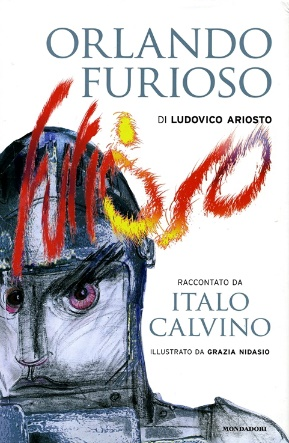 ORLANDO
FURIOSO
DI LUDOVICO ARIOSTO
furioso
RACCONTATO DA
ITALO
CALVINO
ILLUSTRATO DA GRAZIA NIDASIO
MONDADORI